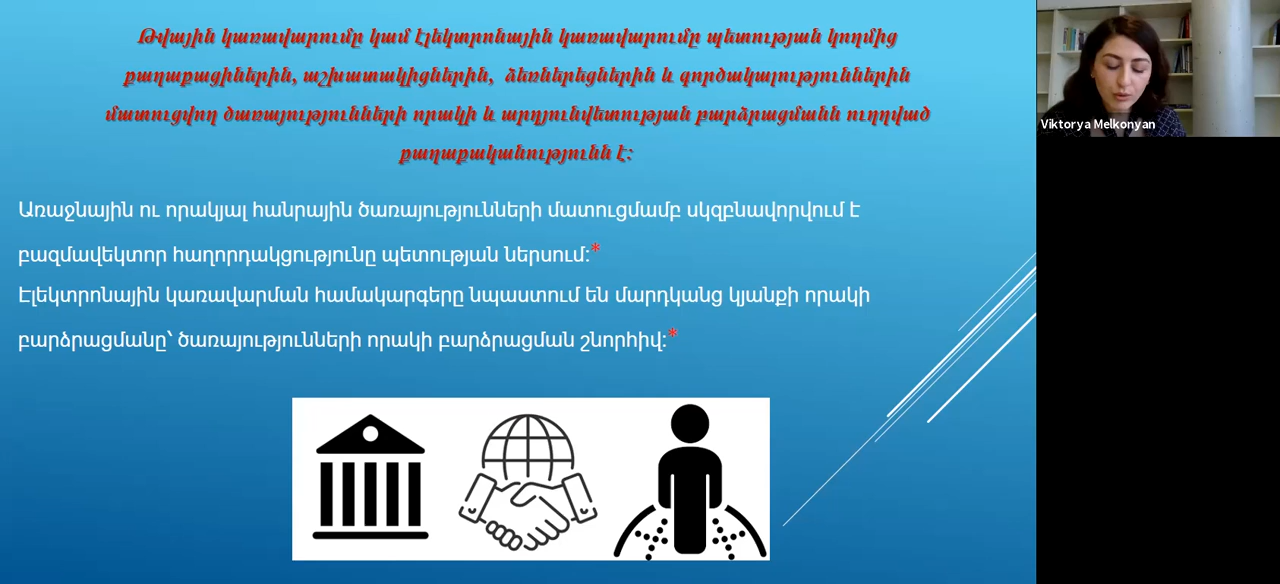 Թվային կառավարումը կամ էլեկտրոնային կառավարումը պետության կողմից
քաղաքացիներին, աշխատակիցներին, ձեռներեցներին և գործակալություններին
մատուցվող ծառայությունների որակի և արդյունվետության բարձրացմանն ուղղված
քաղաքականությունն է:
Առաջնային ու որակյալ հանրային ծառայությունների մատուցմամբ սկզբնավորվում է
բազմավեկտոր հաղորդակցությունը պետության ներսում:*
Էլեկտրոնային կառավարման համակարգերը նպաստում են մարդկանց կյանքի որակի
բարձրացմանը՝ ծառայությունների որակի բարձրացման շնորհիվ:*
Viktorya Melkonyan